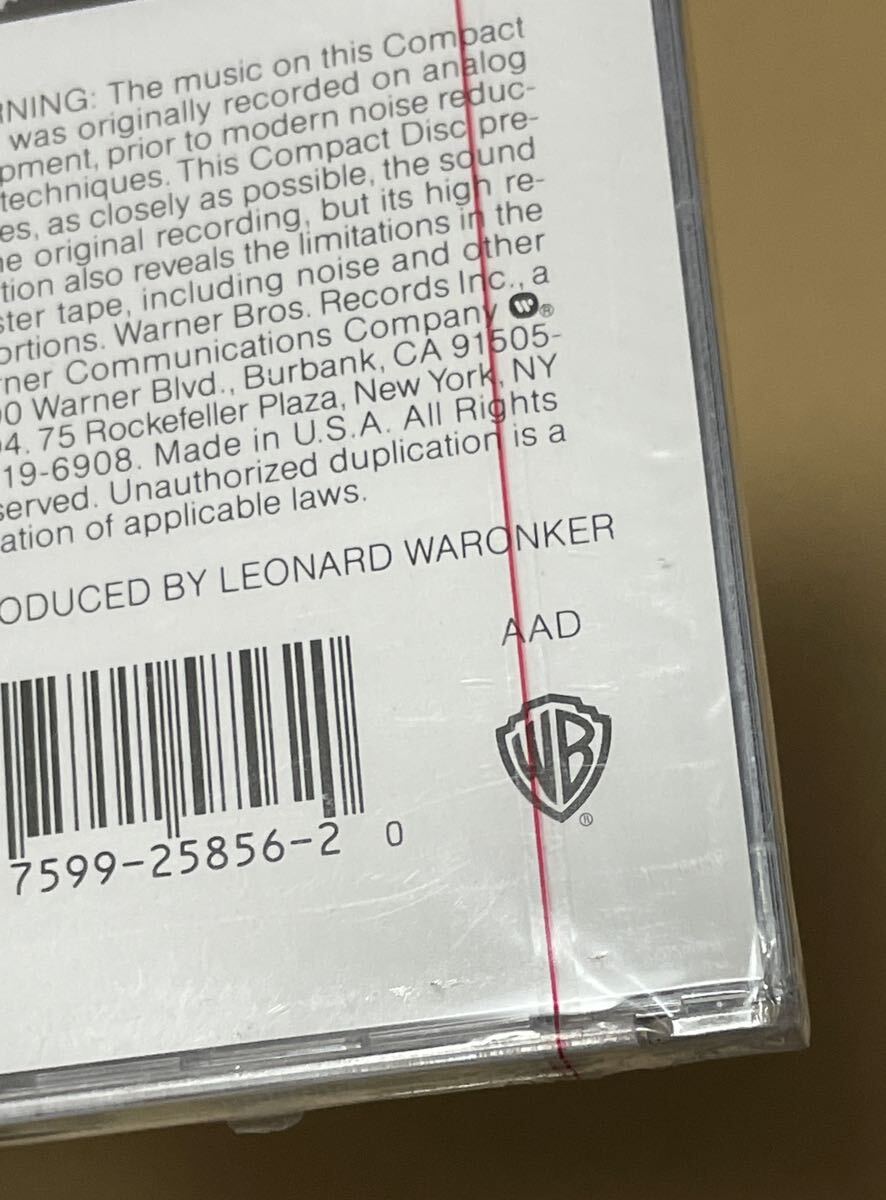 RNING: The music on this Compact
was originally recorded on analog
pment, prior to modern noise reduc-
techniques. This Compact Disc pre-
es, as closely as possible, the sound
he original recording, but its high re-
tion also reveals the limitations in the
ster tape, including noise and other
ortions. Warner Bros. Records Inc., a
rner Communications Company W®
00 Warner Blvd., Burbank, CA 91505-
04. 75 Rockefeller Plaza, New York, NY
19-6908. Made in U.S.A. All Rights
served. Unauthorized duplication is a
ation of applicable laws.
ODUCED BY LEONARD WARONKER
AAD
WB®
7599-25856-2 0